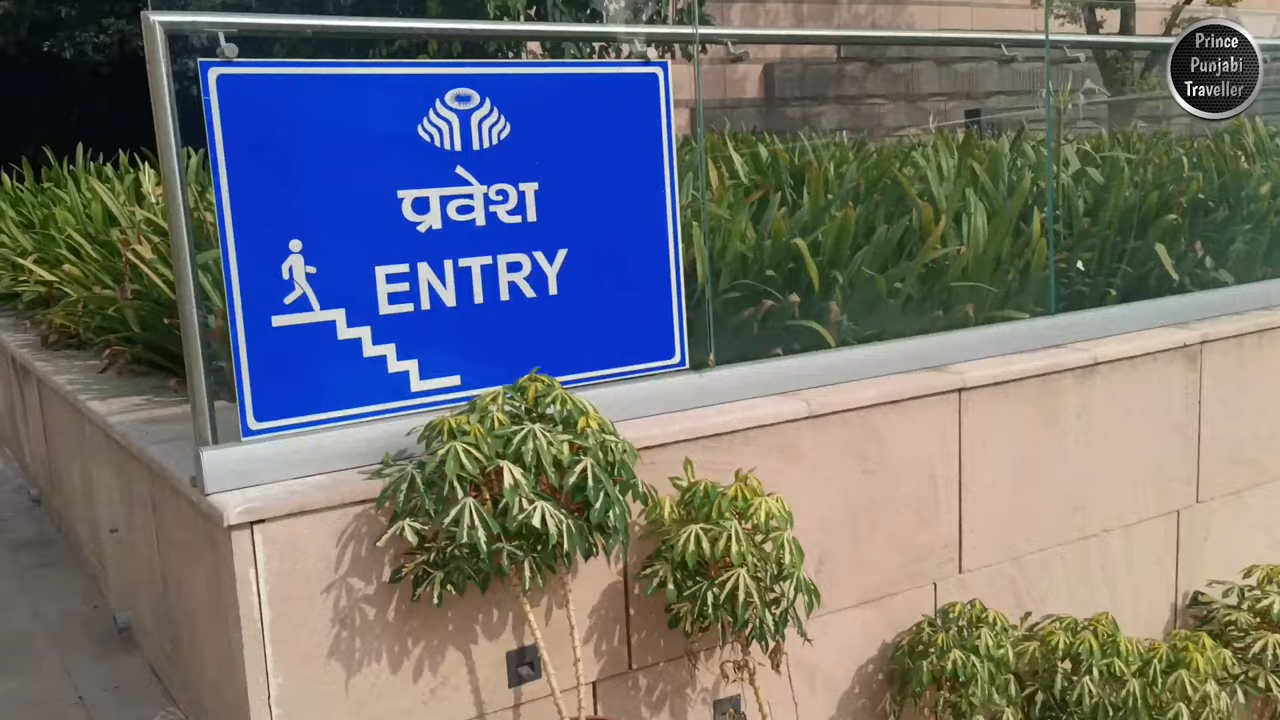 प्रवेश
ENTRY
Prince
Punjabi
Traveller